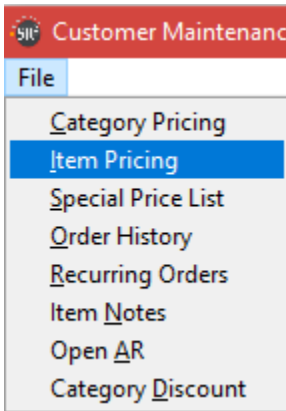 SIL Customer Maintenanc
File
Category Pricing
Item Pricing
Special Price List
Order History
Recurring Orders
Item Notes
Open AR
Category Discount